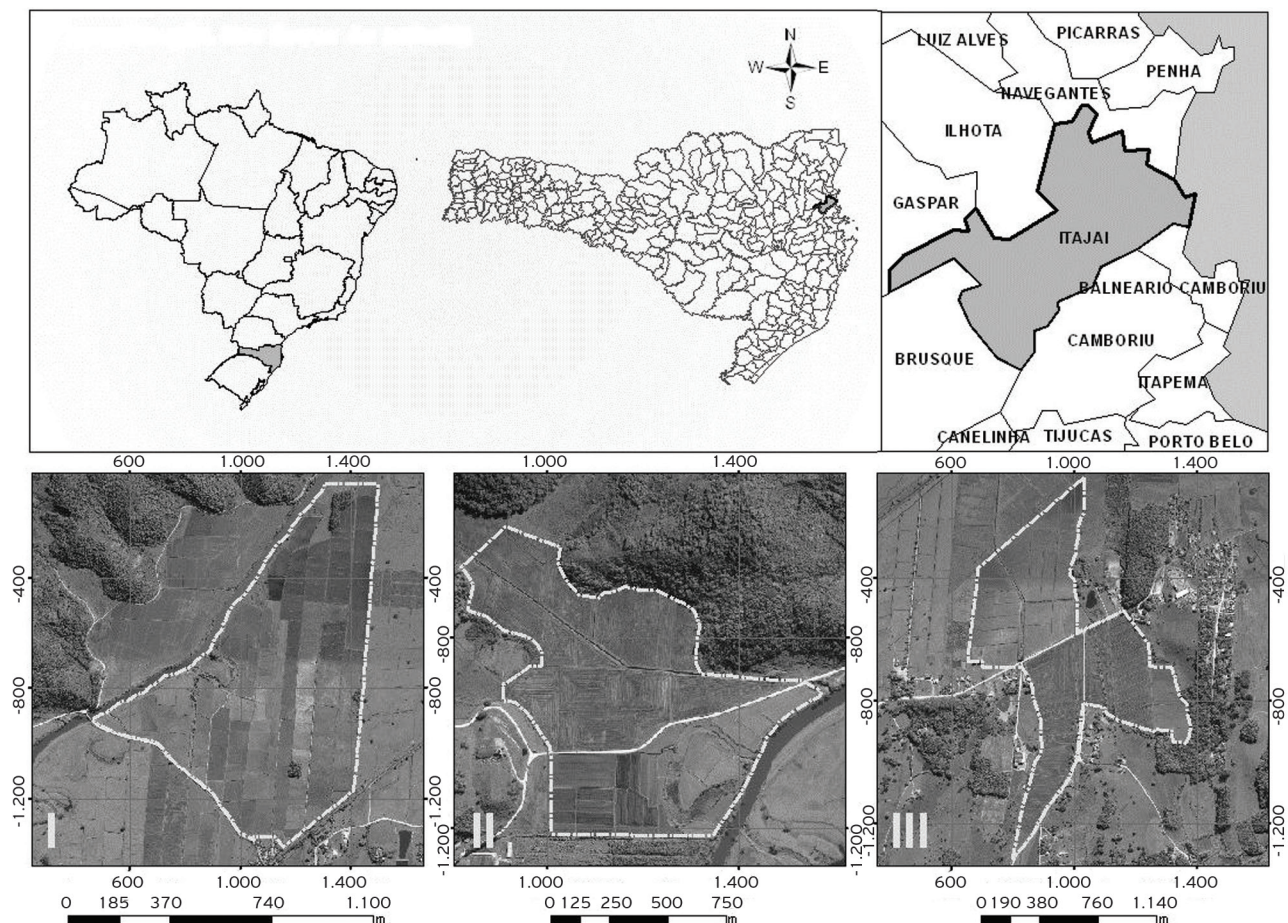 N
W E
S
LUIZ ALVES
PICARRAS
PENHA
NAVEGANTES
ILHOTA
GASPAR
ITAJAI
BALNEARIO CAMBORIU
CAMBORIU
BRUSQUE
ITAPEMA
CANELINHA
TIJUCAS
PORTO BELO
600 1.000 1.400
1.000 1.400
600 1.000 1.400
-400
-800
-1.200
I
-400
-800
-1.200
II
-400
-800
-1.200
III
-400
-800
-1.200
600 1.000 1.400
1.000 1.400
600 1.000 1.140
0 185 370 740 1.100
m
0 125 250 500 750
m
0 190 380 760 1.140
m